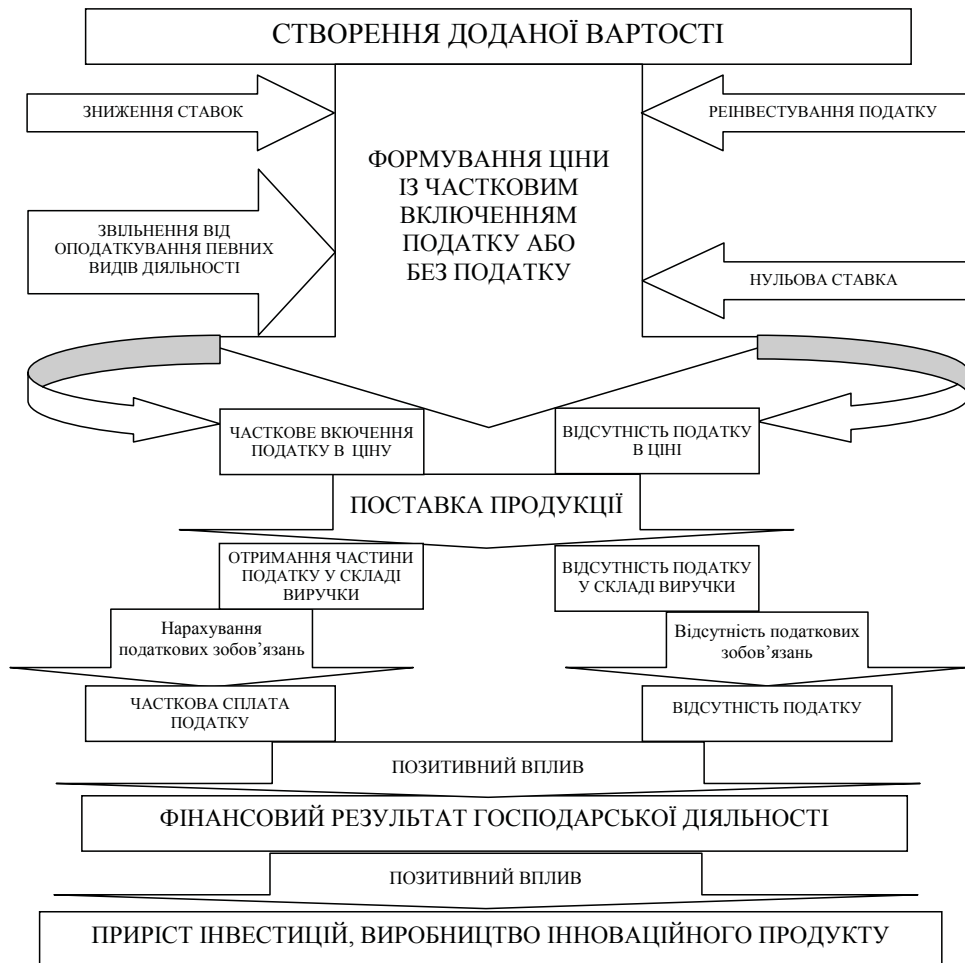 СТВОРЕННЯ ДОДАНОЇ ВАРТОСТІ
ЗНИЖЕННЯ СТАВОК
РЕІНВЕСТУВАННЯ ПОДАТКУ
ФОРМУВАННЯ ЦІНИ
ІЗ ЧАСТКОВИМ
ВКЛЮЧЕННЯМ
ПОДАТКУ АБО
БЕЗ ПОДАТКУ
ЗВІЛЬНЕННЯ ВІД
ОПОДАТКУВАННЯ ПЕВНИХ
ВИДІВ ДІЯЛЬНОСТІ
НУЛЬОВА СТАВКА
ЧАСТКОВЕ ВКЮЧЕННЯ
ПОДАТКУ В ЦІНУ
ВІДСУТНІСТЬ ПОДАТКУ
В ЦІНІ
ПОСТАВКА ПРОДУКЦІЇ
ОТРИМАННЯ ЧАСТИНИ
ПОДАТКУ У СКЛАДІ
ВИРУЧКИ
ВІДСУТНІСТЬ ПОДАТКУ
У СКЛАДІ ВИРУЧКИ
Нарахування
податкових зобов’язань
Відсутність податкових
зобов’язань
ЧАСТКОВА СПЛАТА
ПОДАТКУ
ВІДСУТНІСТЬ ПОДАТКУ
ПОЗИТИВНИЙ ВПЛИВ
ФІНАНСОВИЙ РЕЗУЛЬТАТ ГОСПОДАРСЬКОЇ ДІЯЛЬНОСТІ
ПОЗИТИВНИЙ ВПЛИВ
ПРИРІСТ ІНВЕСТИЦІЙ, ВИРОБНИЦТВО ІННОВАЦІЙНОГО ПРОДУКТУ